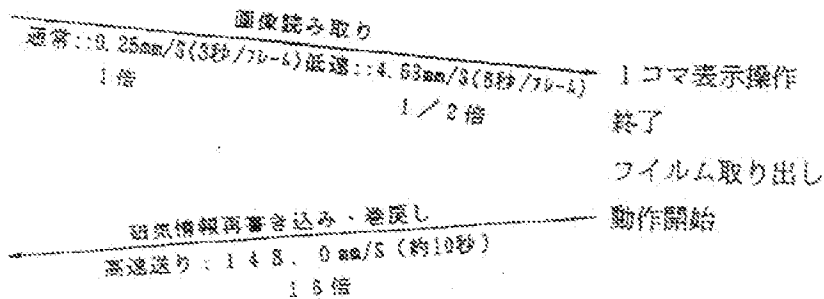 画像読み取り
通常::9.25mm/S(3秒/フレーム)低速::4.63mm/S(6秒/フレーム)
1倍
1/2倍
1コマ表示操作
終了
フイルム取り出し
動作開始
磁気情報再書き込み・巻戻し
高速送り:148.0mm/S(約10秒)
16倍